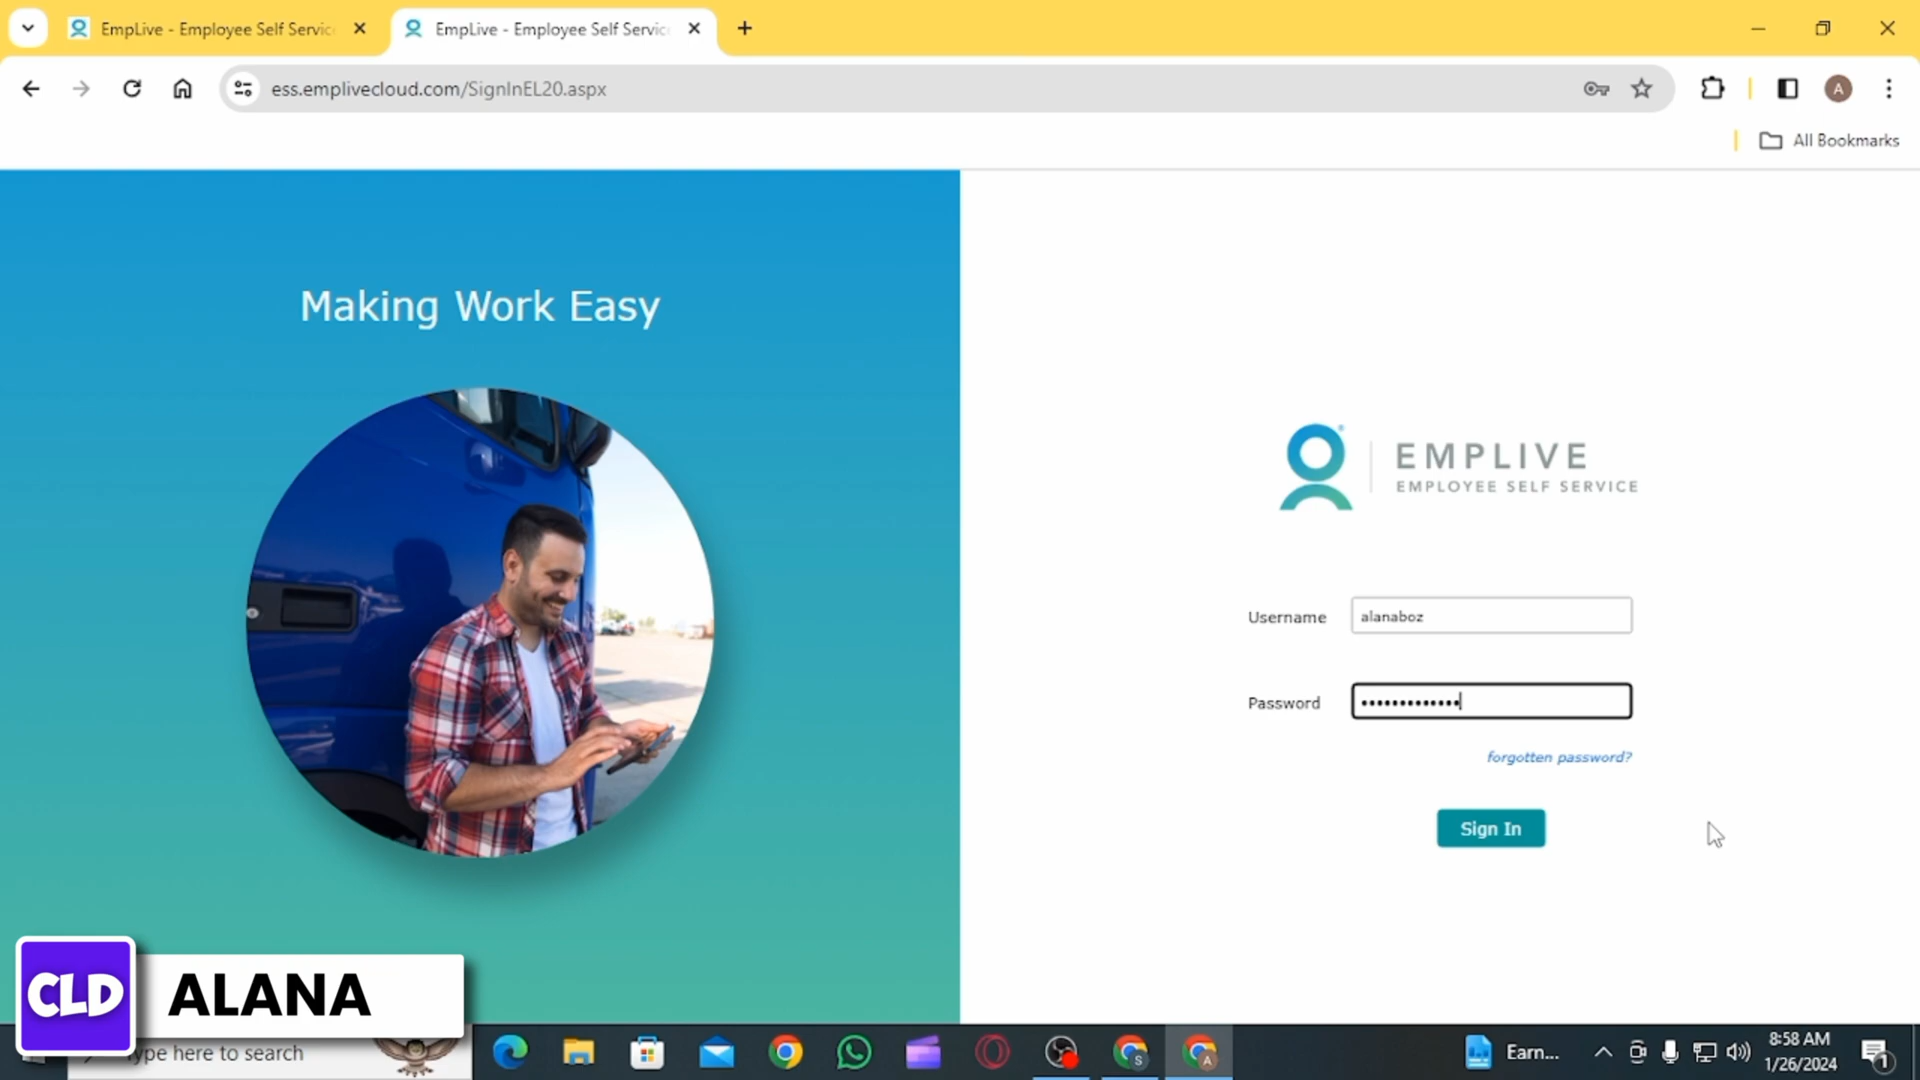 EmpLive - Employee Self Servic
EmpLive - Employee Self Servic
ess.emplivecloud.com/SignInEL20.aspx
A
All Bookmarks
Making Work Easy
EMPLIVE
EMPLOYEE SELF SERVICE
Username
alanaboz
Password
•••••••••••••
forgotten password?
Sign In
CLD
ALANA
Type here to search
S
A
Earn...
8:58 AM
1/26/2024
1